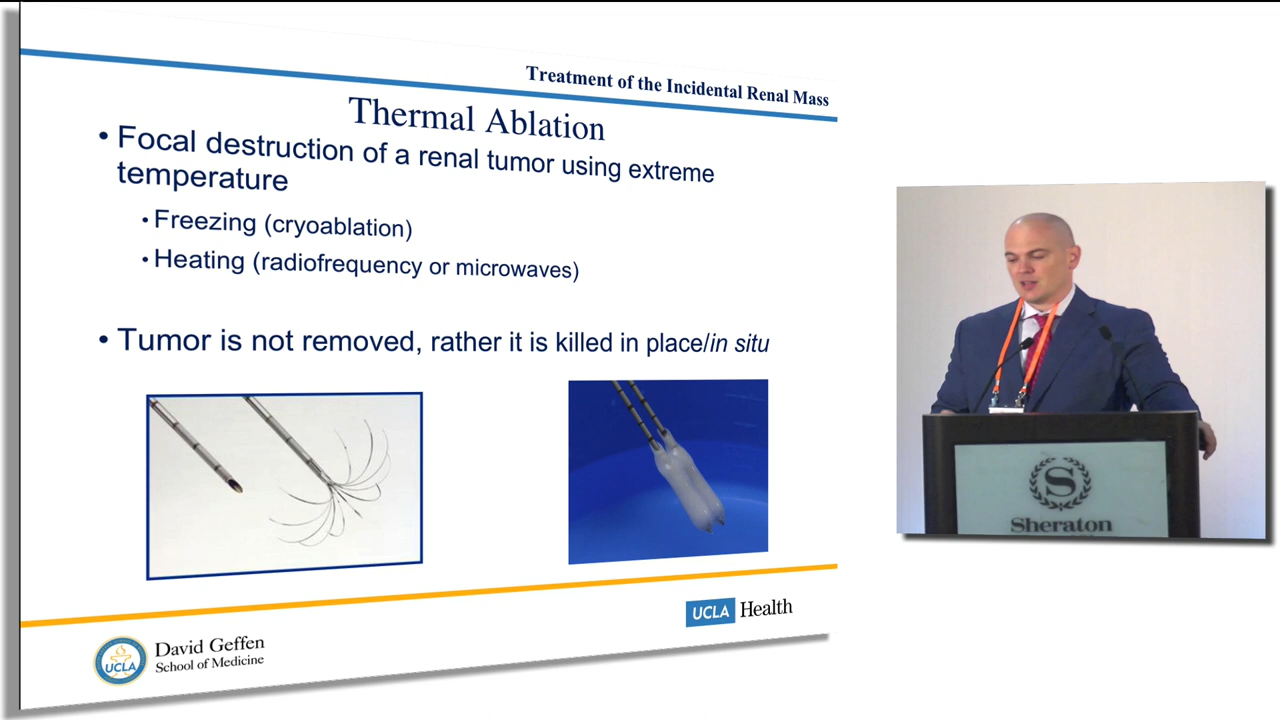 Treatment of the Incidental Renal Mass
Thermal Ablation
• Focal destruction of a renal tumor using extreme
temperature
• Freezing (cryoablation)
• Heating (radiofrequency or microwaves)
• Tumor is not removed, rather it is killed in place/in situ
UCLA Health
UCLA
David Geffen
School of Medicine
S
Sheraton